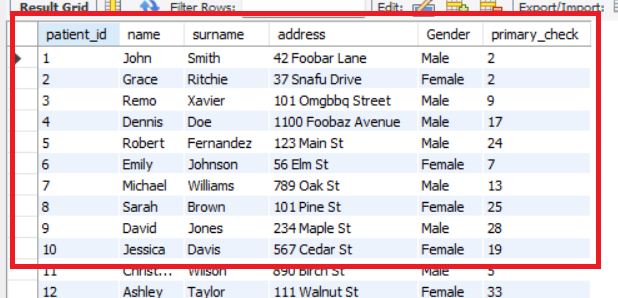 Result Grid Filter Rows: Edit: Export/Import:
patient_id name surname address Gender primary_check
1 John Smith 42 Foobar Lane Male 2
2 Grace Ritchie 37 Snafu Drive Female 2
3 Remo Xavier 101 Omgbbq Street Male 9
4 Dennis Doe 1100 Foobaz Avenue Male 17
5 Robert Fernandez 123 Main St Male 24
6 Emily Johnson 56 Elm St Female 7
7 Michael Williams 789 Oak St Male 13
8 Sarah Brown 101 Pine St Female 25
9 David Jones 234 Maple St Male 28
10 Jessica Davis 567 Cedar St Female 19
11 Christ... Wilson 890 Birch St Male 5
12 Ashley Taylor 111 Walnut St Female 33